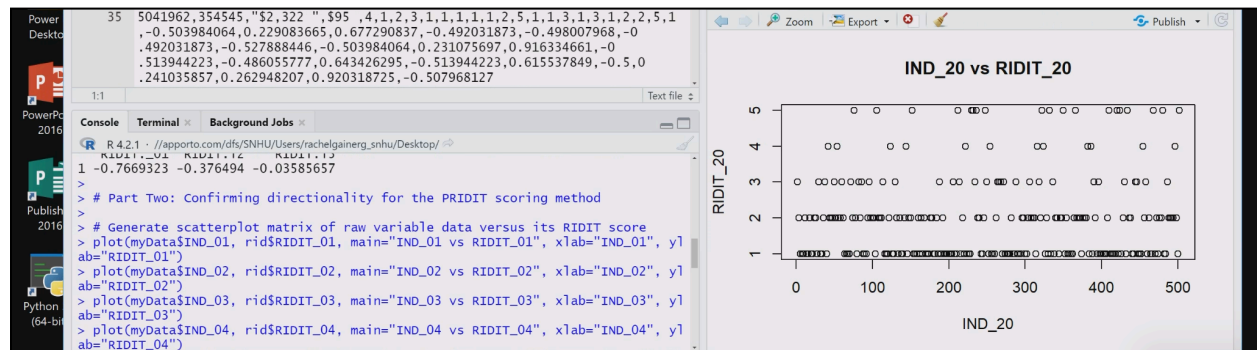 Power
Deskto
PowerPo
2016
Publish
2016
Python
(64-bit
35 5041962,354545,"$2,322 ",$95 ,4,1,2,3,1,1,1,1,1,2,5,1,1,3,1,3,1,2,2,5,1
,-0.503984064,0.229083665,0.677290837,-0.492031873,-0.498007968,-0
.492031873,-0.527888446,-0.503984064,0.231075697,0.916334661,-0
.513944223,-0.486055777,0.643426295,-0.513944223,0.615537849,-0.5,0
.241035857,0.262948207,0.920318725,-0.507968127
1:1 Text file
Console Terminal Background Jobs
R 4.2.1 · //apporto.com/dfs/SNHU/Users/rachelgainerg_snhu/Desktop/
1 -0.7669323 -0.376494 -0.03585657
>
> # Part Two: Confirming directionality for the PRIDIT scoring method
>
> # Generate scatterplot matrix of raw variable data versus its RIDIT score
> plot(myData$IND_01, rid$RIDIT_01, main="IND_01 vs RIDIT_01", xlab="IND_01", yl
ab="RIDIT_01")
> plot(myData$IND_02, rid$RIDIT_02, main="IND_02 vs RIDIT_02", xlab="IND_02", yl
ab="RIDIT_02")
> plot(myData$IND_03, rid$RIDIT_03, main="IND_03 vs RIDIT_03", xlab="IND_03", yl
ab="RIDIT_03")
> plot(myData$IND_04, rid$RIDIT_04, main="IND_04 vs RIDIT_04", xlab="IND_04", yl
ab="RIDIT_04")
Zoom Export Publish
IND_20 vs RIDIT_20
RIDIT_20
5
4
3
2
1
0 100 200 300 400 500
IND_20